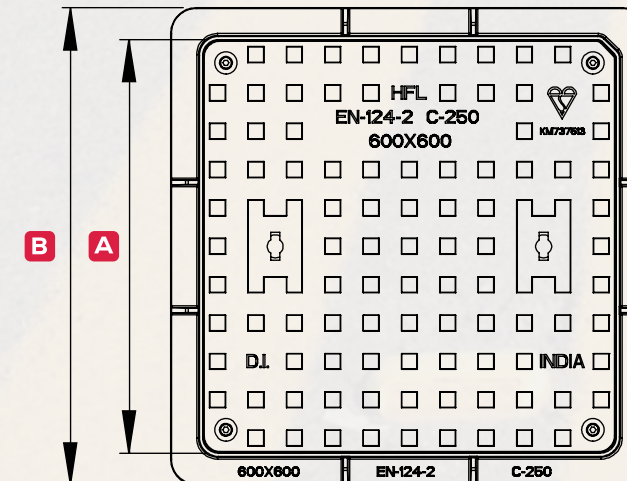 HFL
EN-124-2 C-250
KM737613
600X600
B
A
D.I.
INDIA
600X600
EN-124-2
C-250